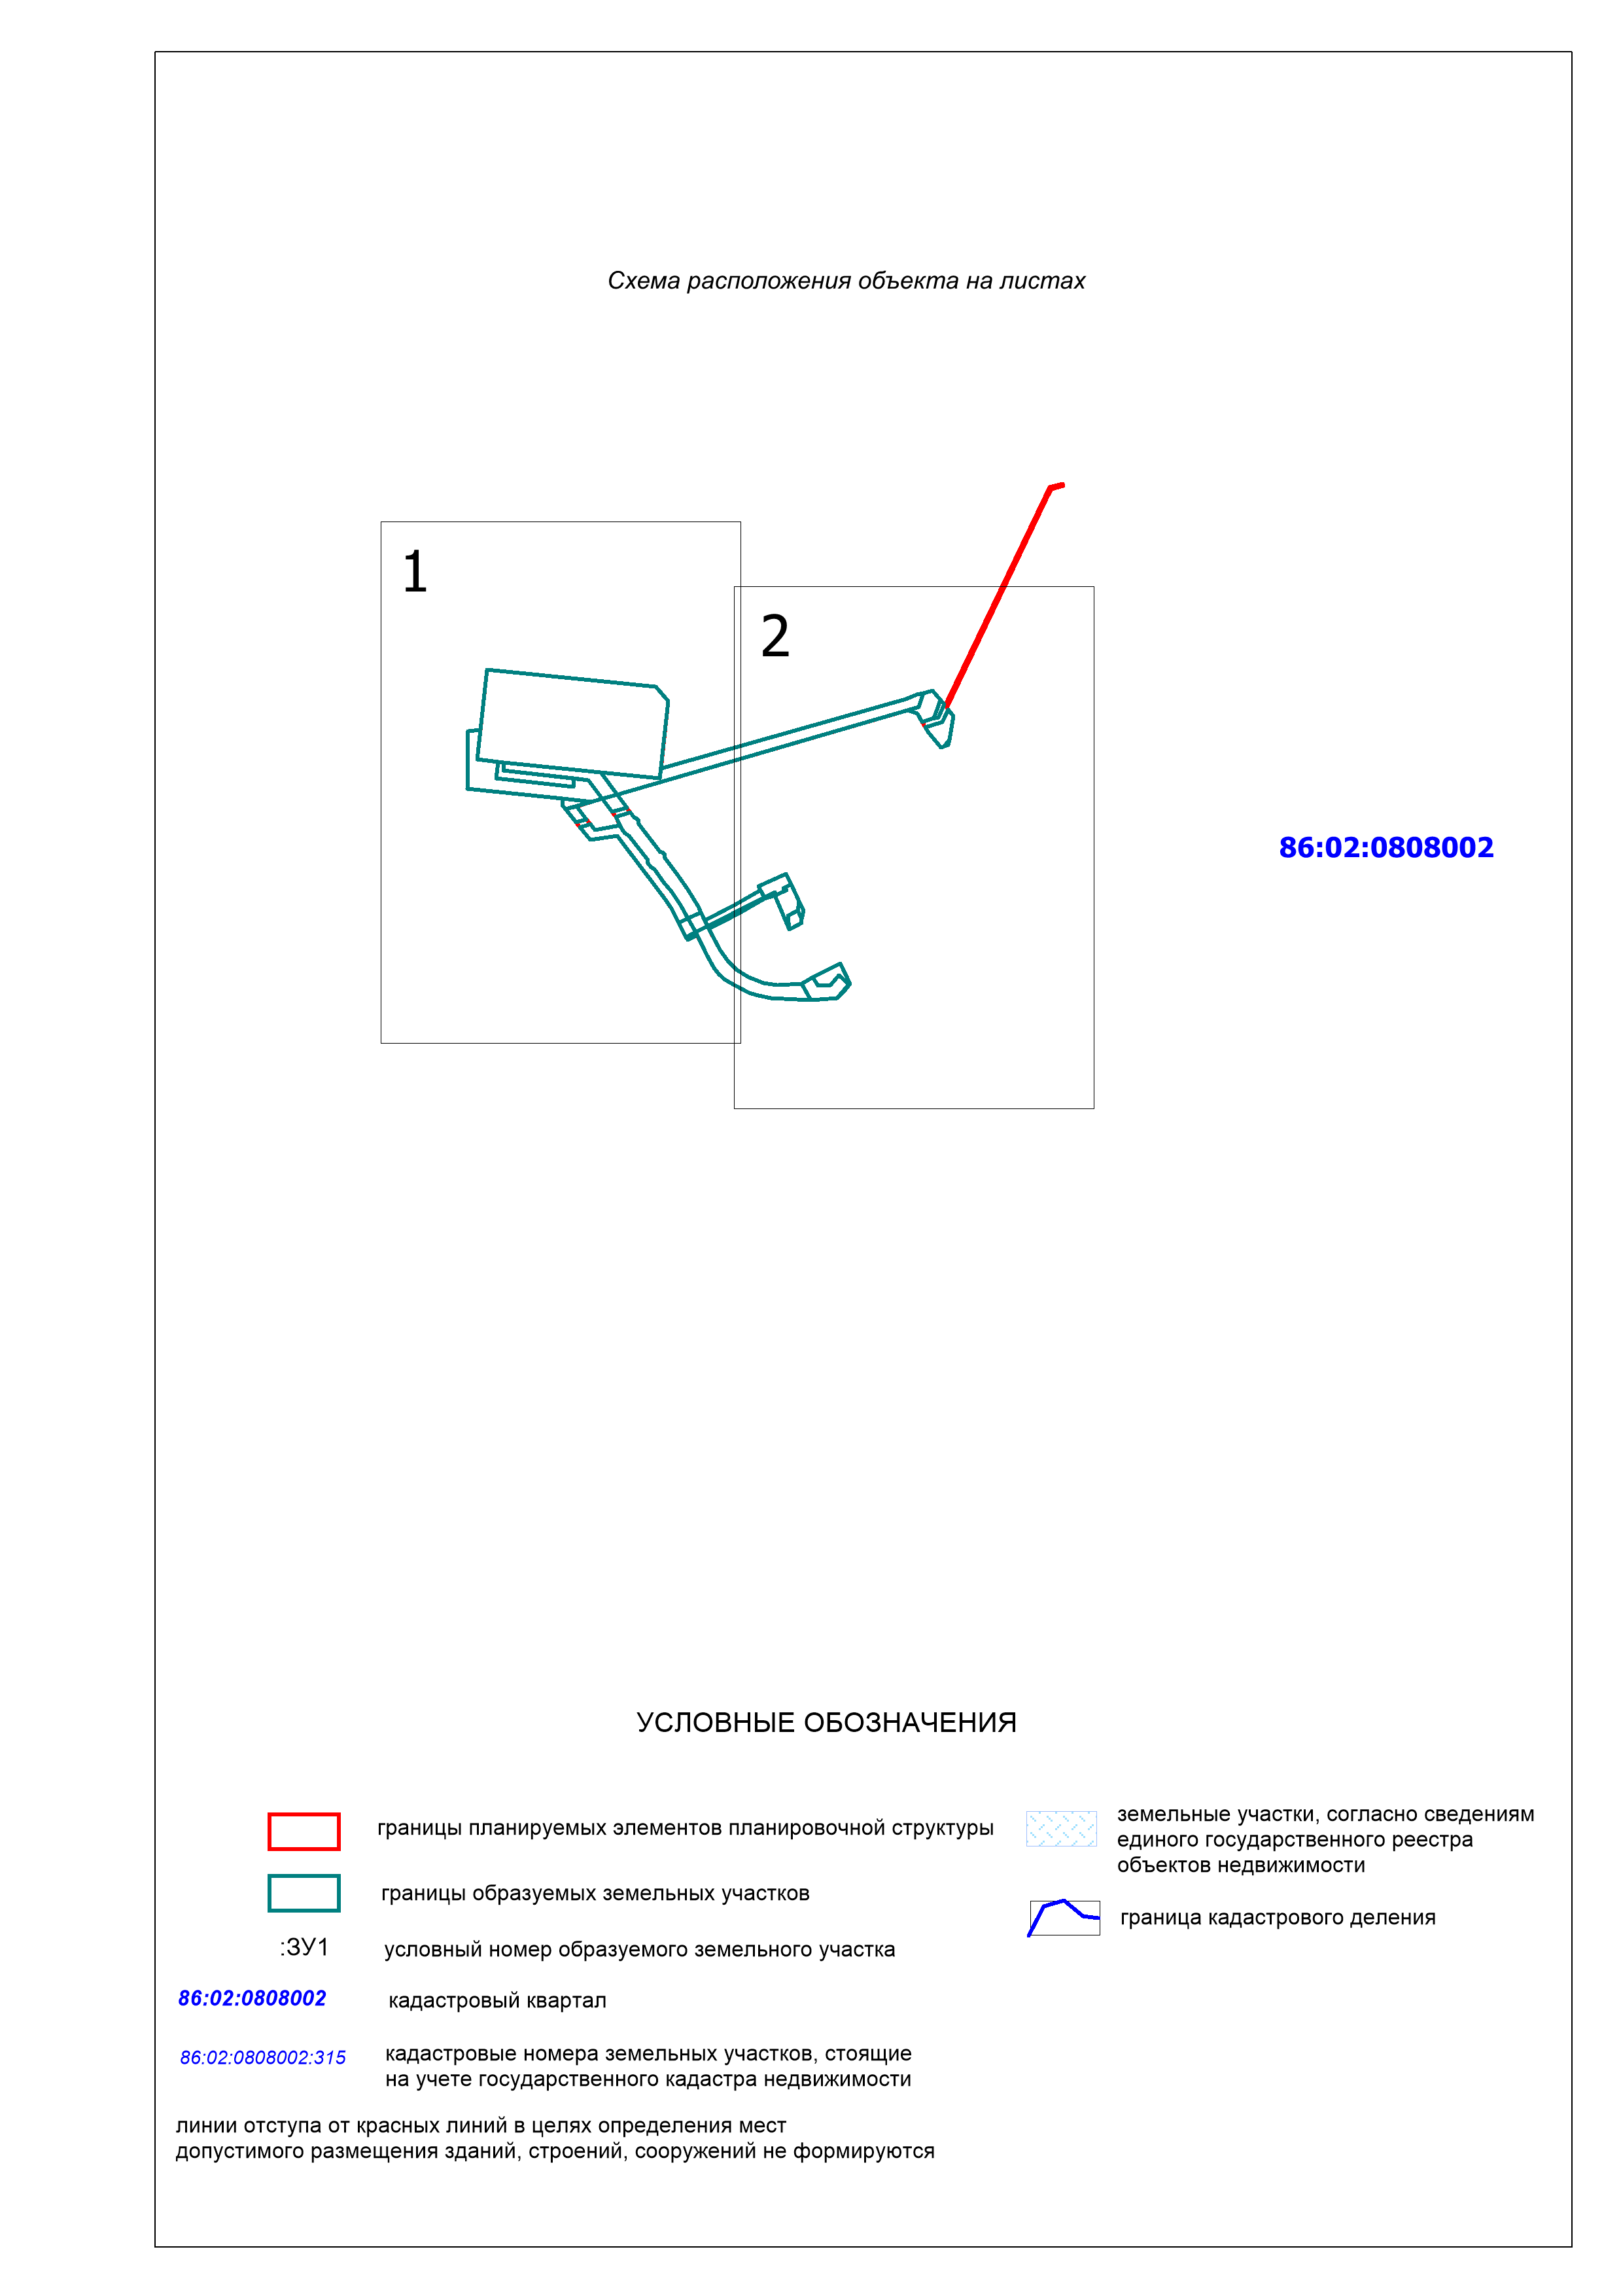 Схема расположения объекта на листах
1
2
86:02:0808002
УСЛОВНЫЕ ОБОЗНАЧЕНИЯ
границы планируемых элементов планировочной структуры
границы образуемых земельных участков
:ЗУ1
условный номер образуемого земельного участка
86:02:0808002
кадастровый квартал
86:02:0808002:315
кадастровые номера земельных участков, стоящие
на учете государственного кадастра недвижимости
линии отступа от красных линий в целях определения мест
допустимого размещения зданий, строений, сооружений не формируются
земельные участки, согласно сведениям
единого государственного реестра
объектов недвижимости
граница кадастрового деления